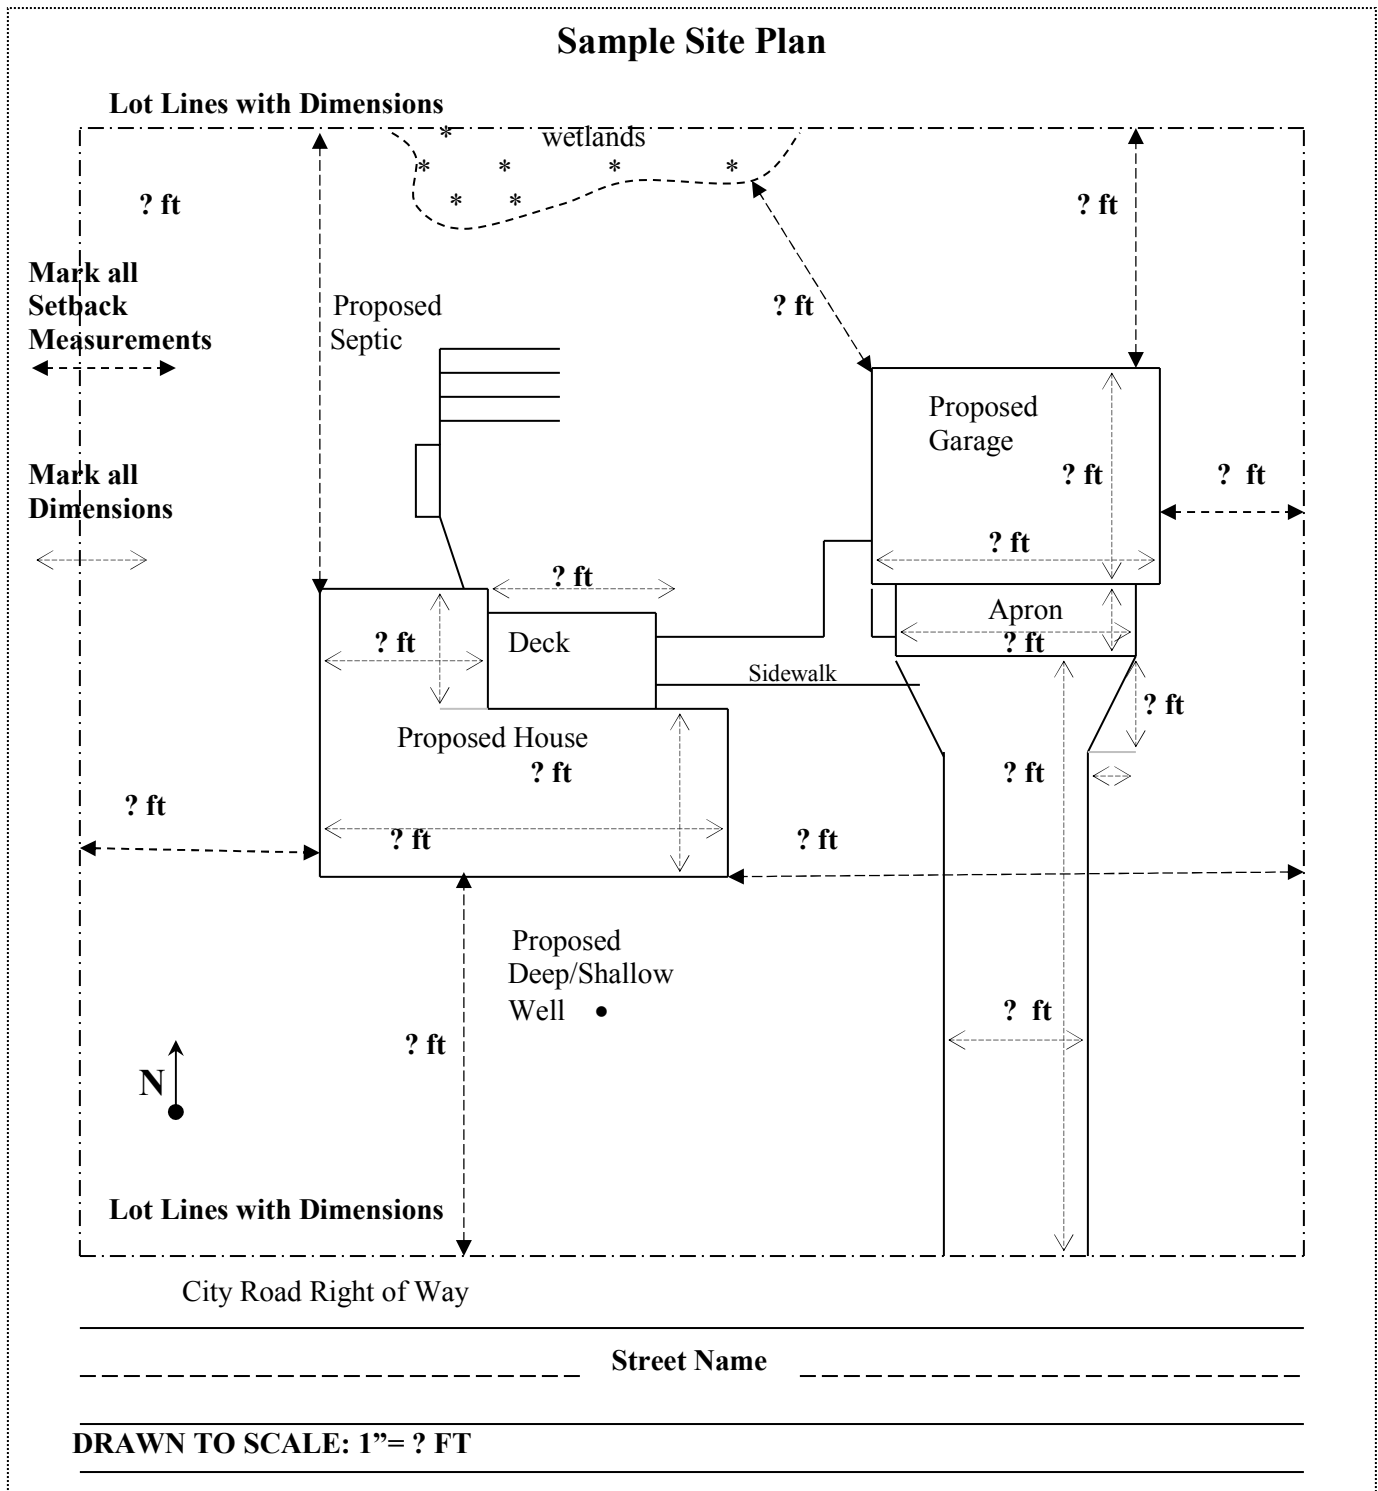 Sample Site Plan
Lot Lines with Dimensions
wetlands
* * * * * * *
? ft
? ft
Mark all
Setback
Measurements
Proposed
Septic
? ft
Proposed
Garage
Mark all
Dimensions
? ft
? ft
? ft
? ft
Apron
? ft
? ft
Deck
Sidewalk
? ft
Proposed House
? ft
? ft
? ft
? ft
? ft
Proposed
Deep/Shallow
Well
? ft
? ft
N
Lot Lines with Dimensions
City Road Right of Way
Street Name
DRAWN TO SCALE: 1”= ? FT